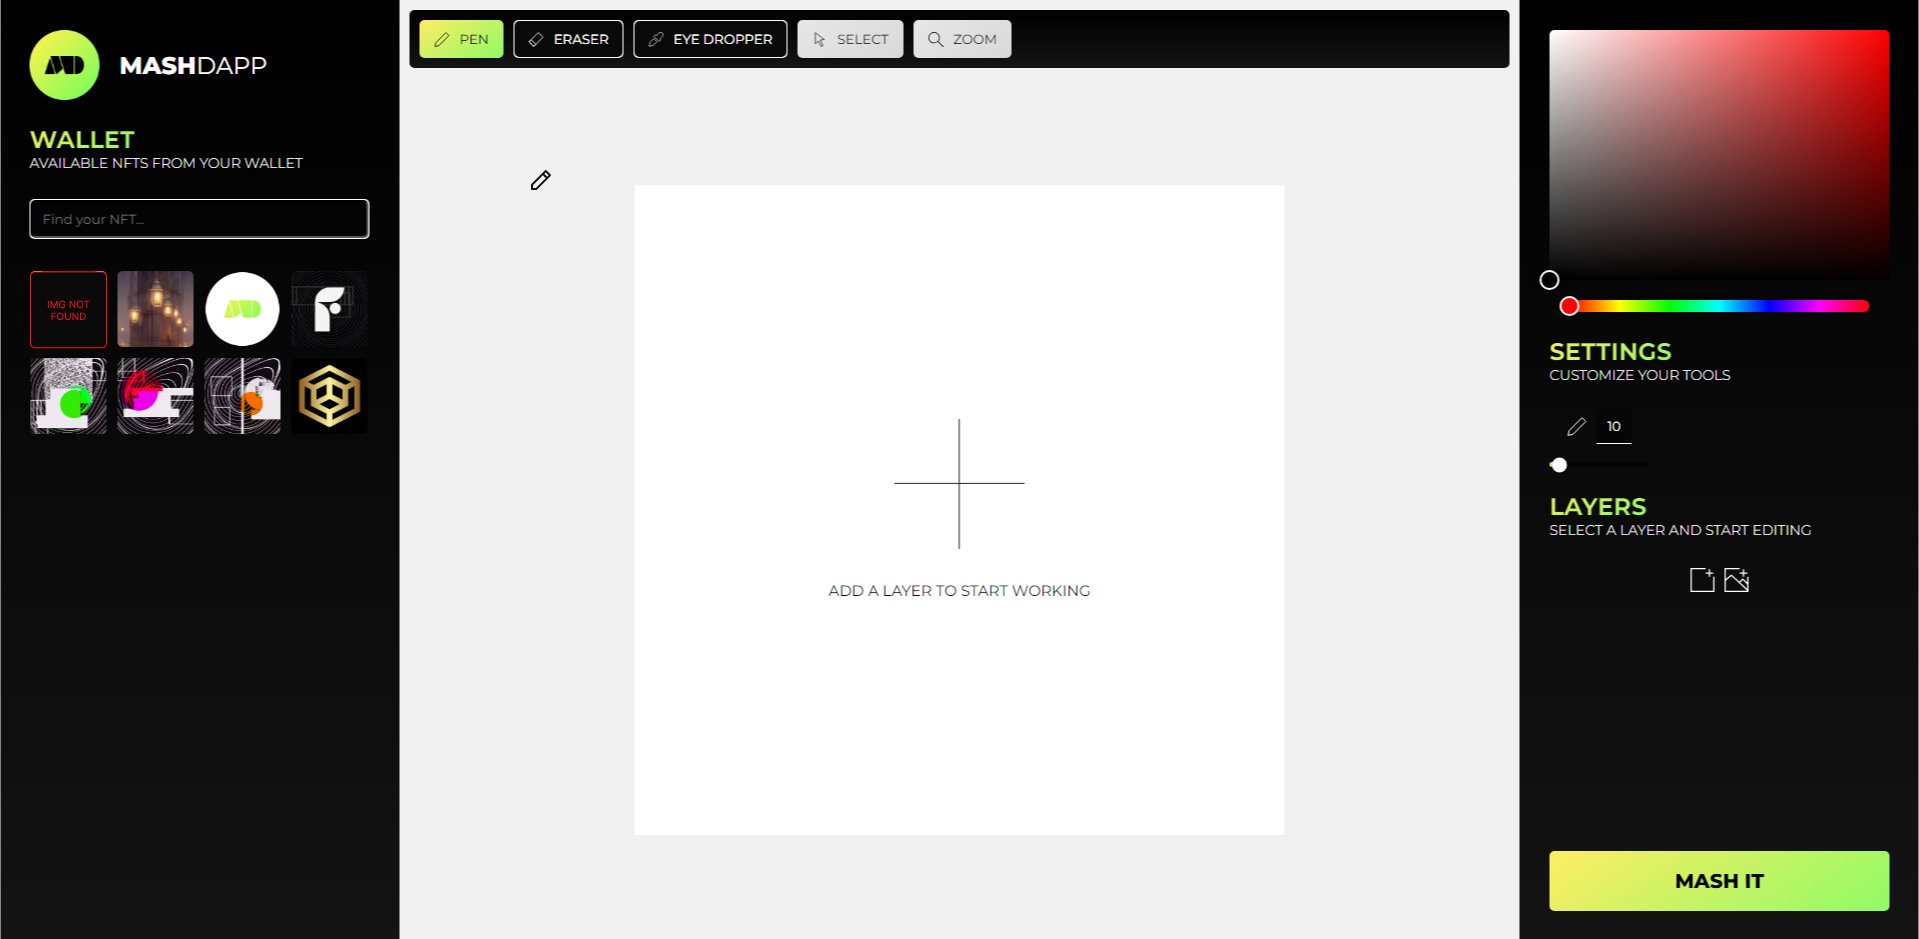 MASHDAPP
WALLET
AVAILABLE NFTS FROM YOUR WALLET
Find your NFT...
IMG NOT
FOUND
PEN
ERASER
EYE DROPPER
SELECT
ZOOM
ADD A LAYER TO START WORKING
SETTINGS
CUSTOMIZE YOUR TOOLS
10
LAYERS
SELECT A LAYER AND START EDITING
MASH IT